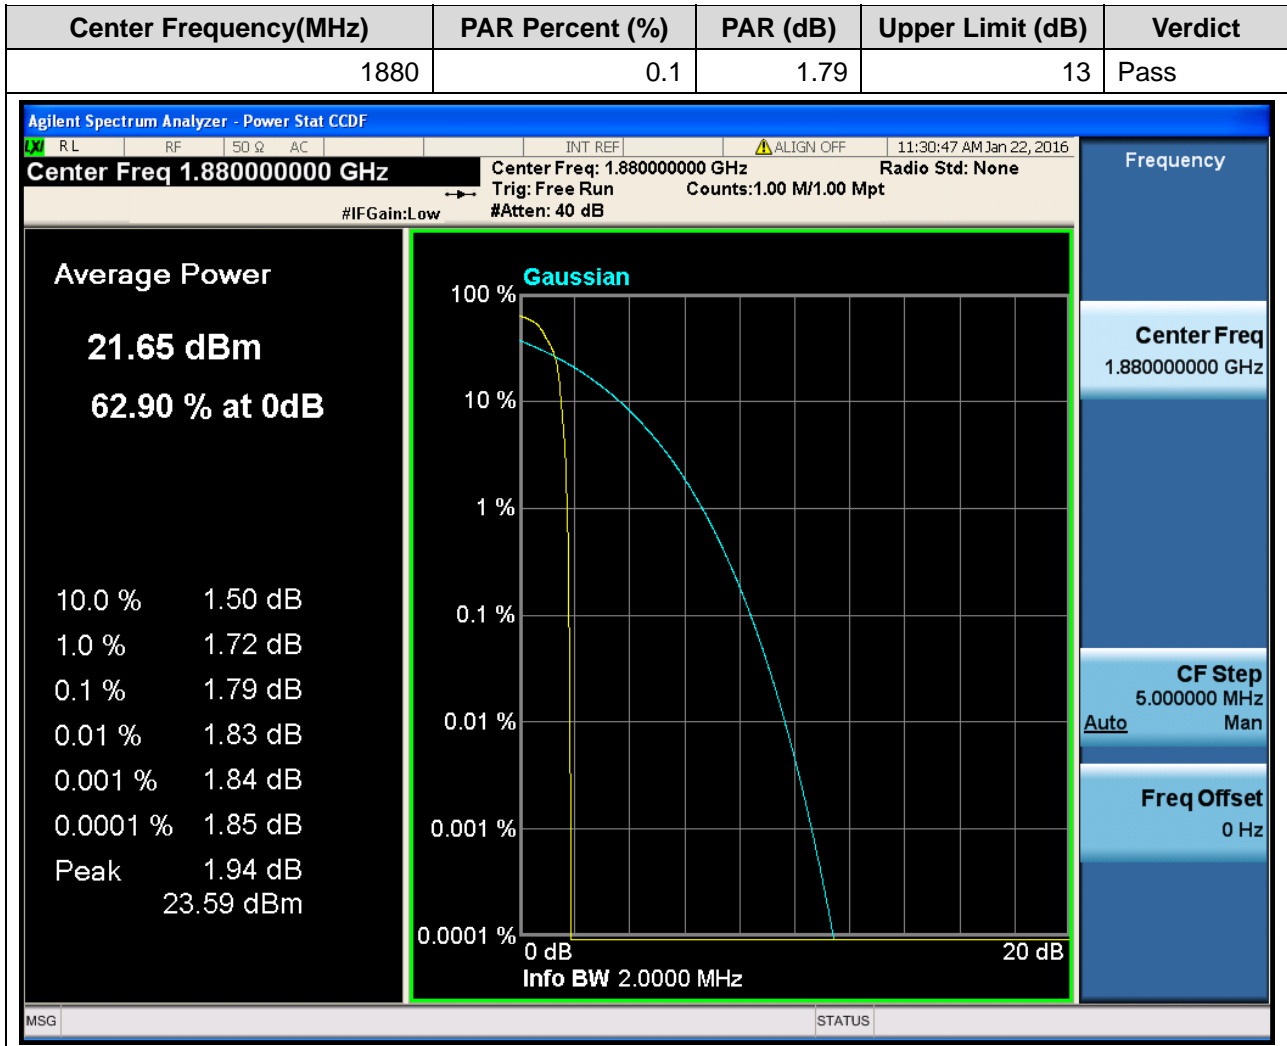 Center Frequency(MHz) PAR Percent (%) PAR (dB) Upper Limit (dB) Verdict
1880 0.1 1.79 13 Pass
Agilent Spectrum Analyzer - Power Stat CCDF
LXI RL RF 50 Ω AC INT REF ALIGN OFF 11:30:47 AM Jan 22, 2016
Center Freq 1.880000000 GHz
Center Freq: 1.880000000 GHz Radio Std: None
Trig: Free Run Counts:1.00 M/1.00 Mpt
#IFGain:Low #Atten: 40 dB
Average Power
21.65 dBm
62.90 % at 0dB
10.0 % 1.50 dB
1.0 % 1.72 dB
0.1 % 1.79 dB
0.01 % 1.83 dB
0.001 % 1.84 dB
0.0001 % 1.85 dB
Peak 1.94 dB
23.59 dBm
Gaussian
100 %
10 %
1 %
0.1 %
0.01 %
0.001 %
0.0001 %
0 dB 20 dB
Info BW 2.0000 MHz
Frequency
Center Freq
1.880000000 GHz
CF Step
5.000000 MHz
Auto Man
Freq Offset
0 Hz
MSG STATUS